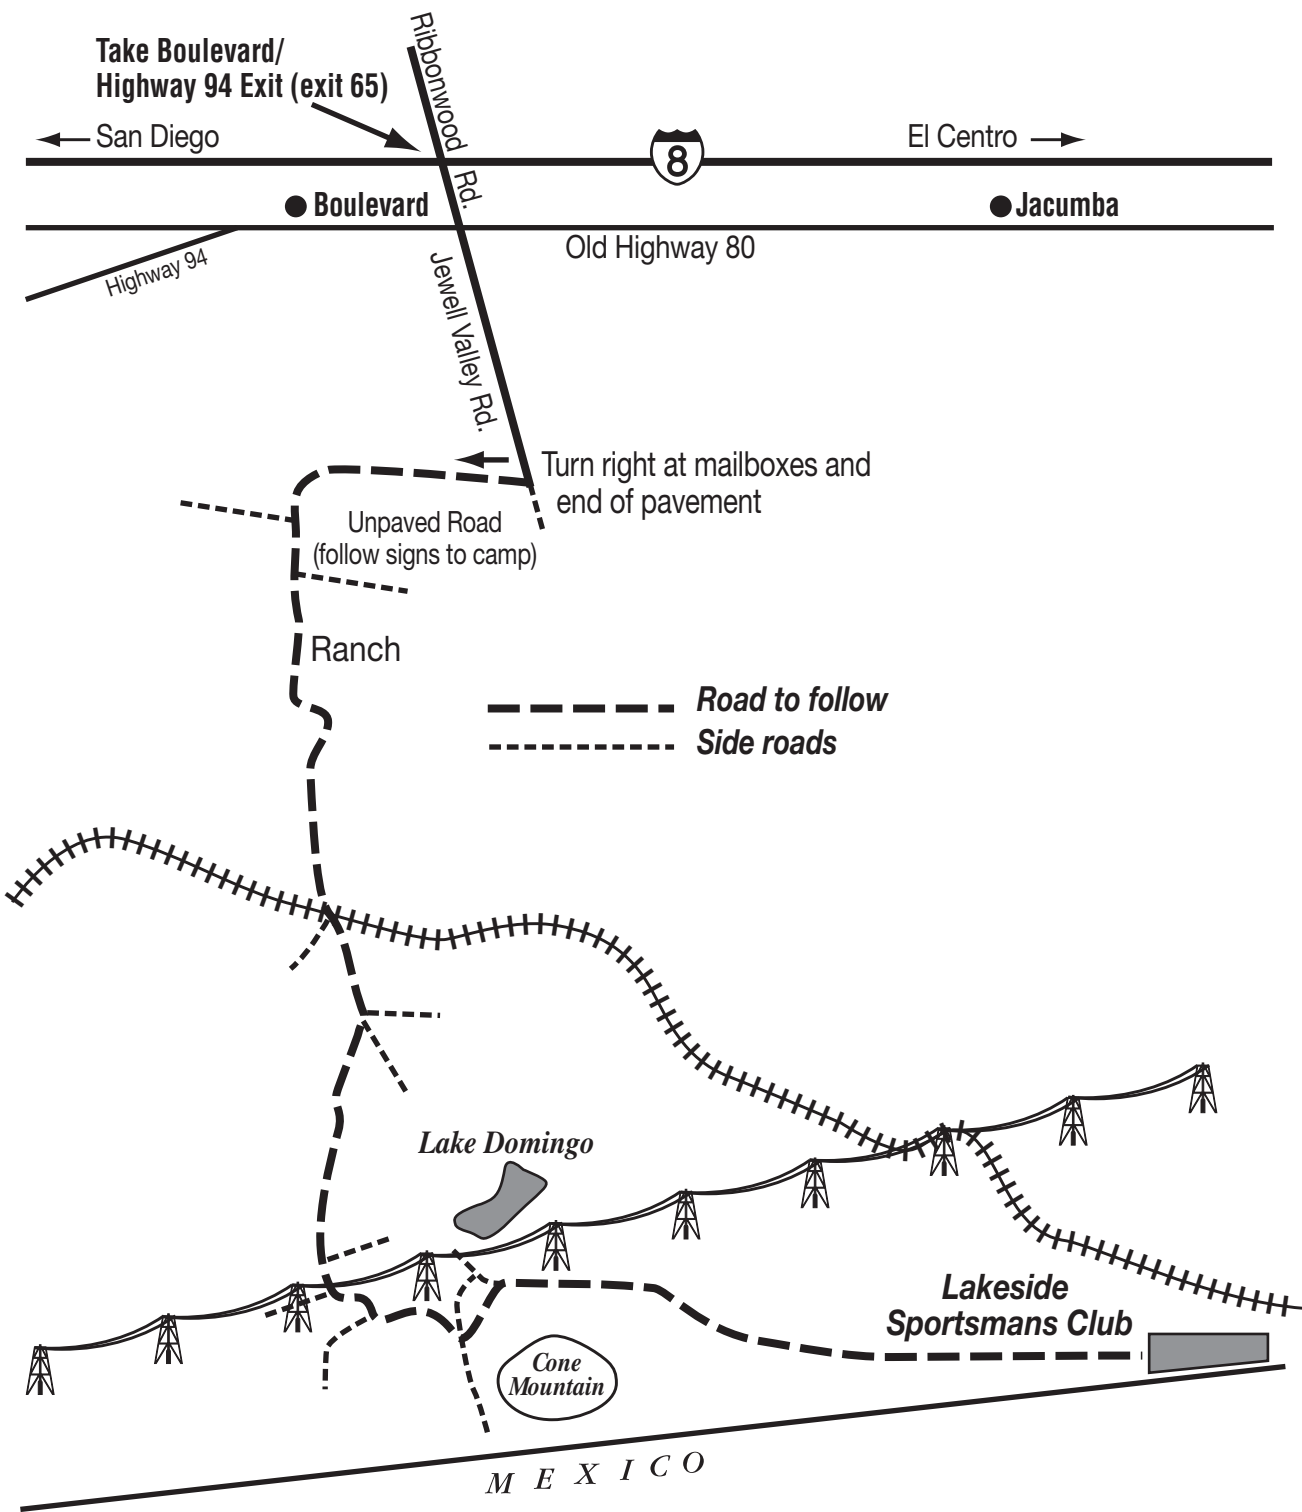 Ribbonwood Rd.
Take Boulevard/
Highway 94 Exit (exit 65)
San Diego
El Centro
8
Boulevard
Jacumba
Old Highway 80
Highway 94
Jewell Valley Rd.
Turn right at mailboxes and
end of pavement
Unpaved Road
(follow signs to camp)
Ranch
Road to follow
Side roads
Lake Domingo
Lakeside
Sportsmans Club
Cone
Mountain
MEXICO